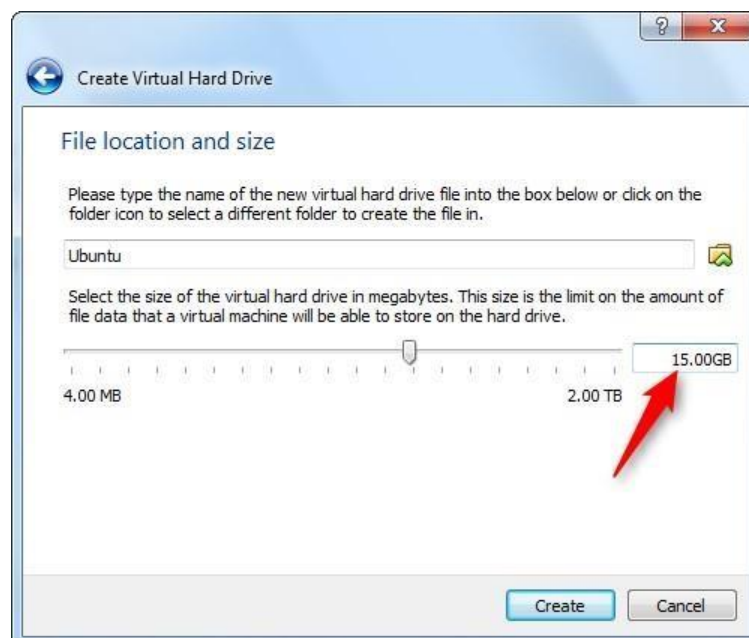 ?
X
Create Virtual Hard Drive
File location and size
Please type the name of the new virtual hard drive file into the box below or click on the
folder icon to select a different folder to create the file in.
Ubuntu
Select the size of the virtual hard drive in megabytes. This size is the limit on the amount of
file data that a virtual machine will be able to store on the hard drive.
15.00GB
4.00 MB 2.00 TB
Create Cancel